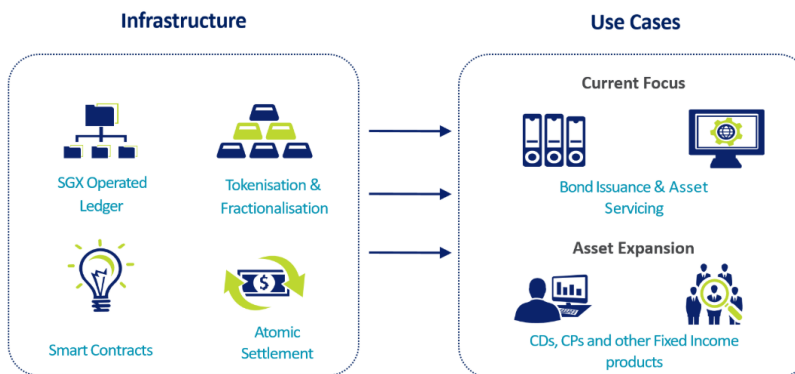 Infrastructure
SGX Operated
Ledger
Tokenisation &
Fractionalisation
Smart Contracts
$
Atomic
Settlement
Use Cases
Current Focus
Bond Issuance & Asset
Servicing
Asset Expansion
CDs, CPs and other Fixed Income
products